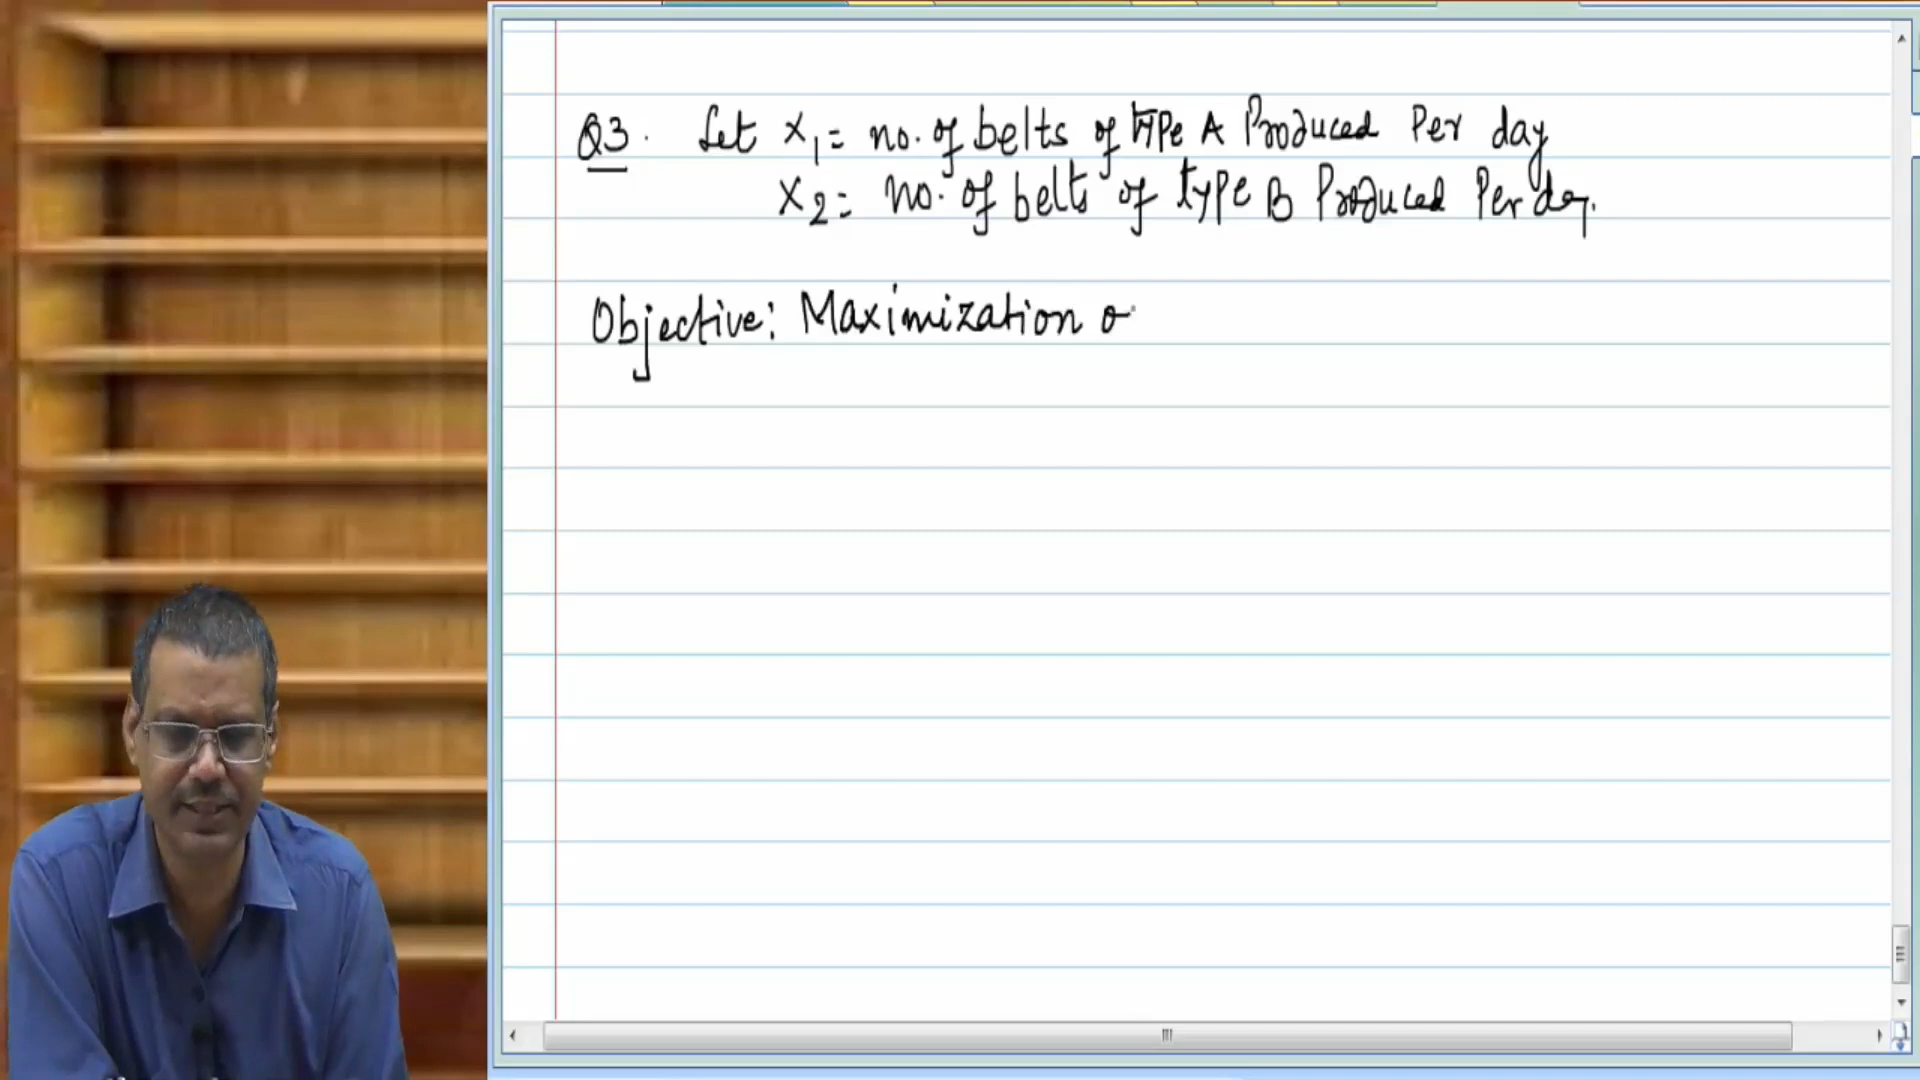 Q3. Let x1= no. of belts of type A Produced Per day
x2= no. of belts of type B Produced Per day.
Objective: Maximization o